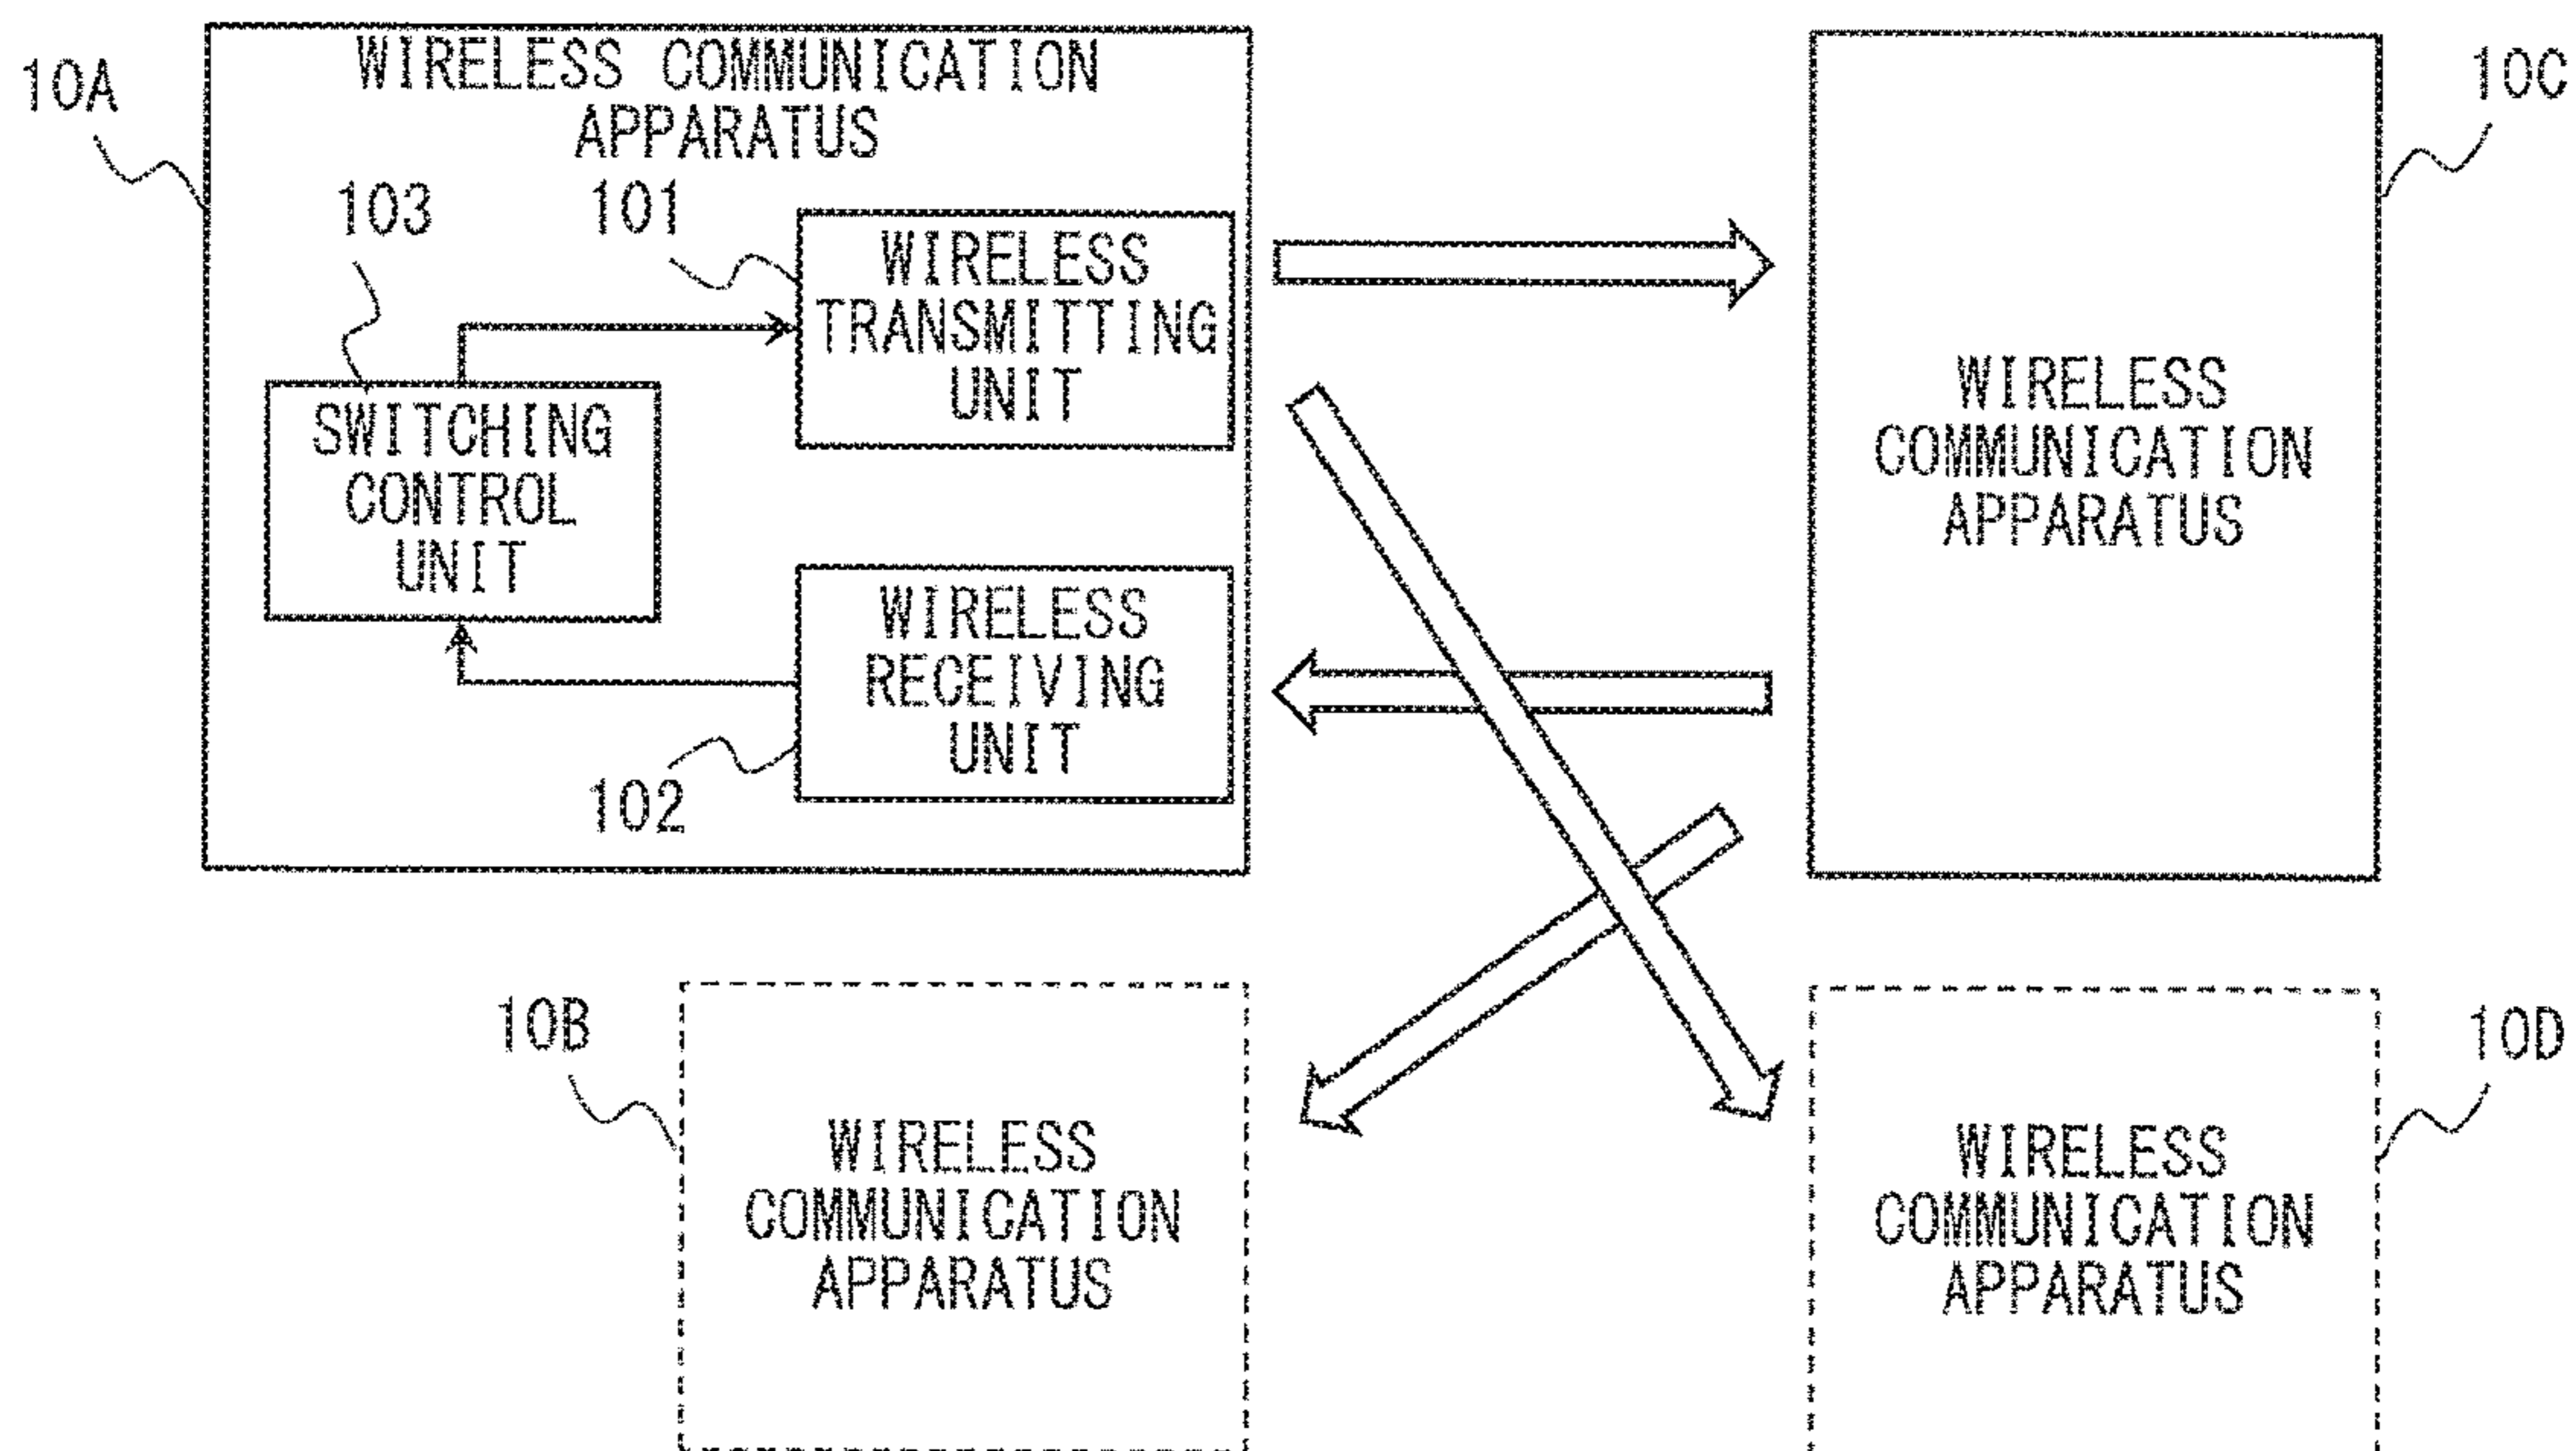 10A
WIRELESS COMMUNICATION
APPARATUS
103
101
WIRELESS
TRANSMITTING
UNIT
SWITCHING
CONTROL
UNIT
WIRELESS
RECEIVING
UNIT
102
10C
WIRELESS
COMMUNICATION
APPARATUS
10B
WIRELESS
COMMUNICATION
APPARATUS
10D
WIRELESS
COMMUNICATION
APPARATUS